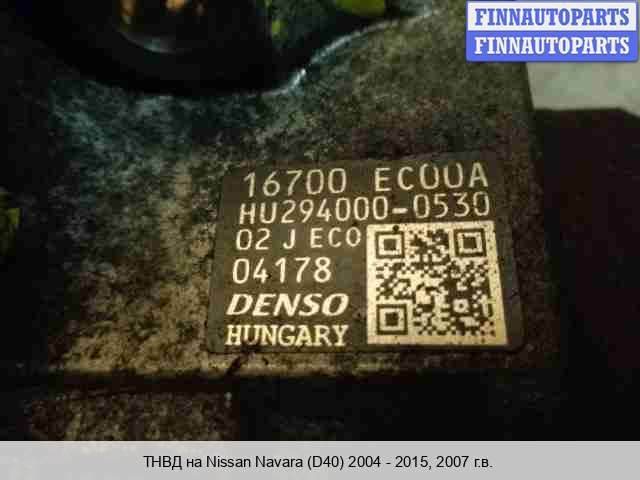 FINNAUTOPARTS
FINNAUTOPARTS
16700 EC00A
HU294000-0530
02 J EC0
04178
DENSO
HUNGARY
ТНВД на Nissan Navara (D40) 2004 - 2015, 2007 г.в.